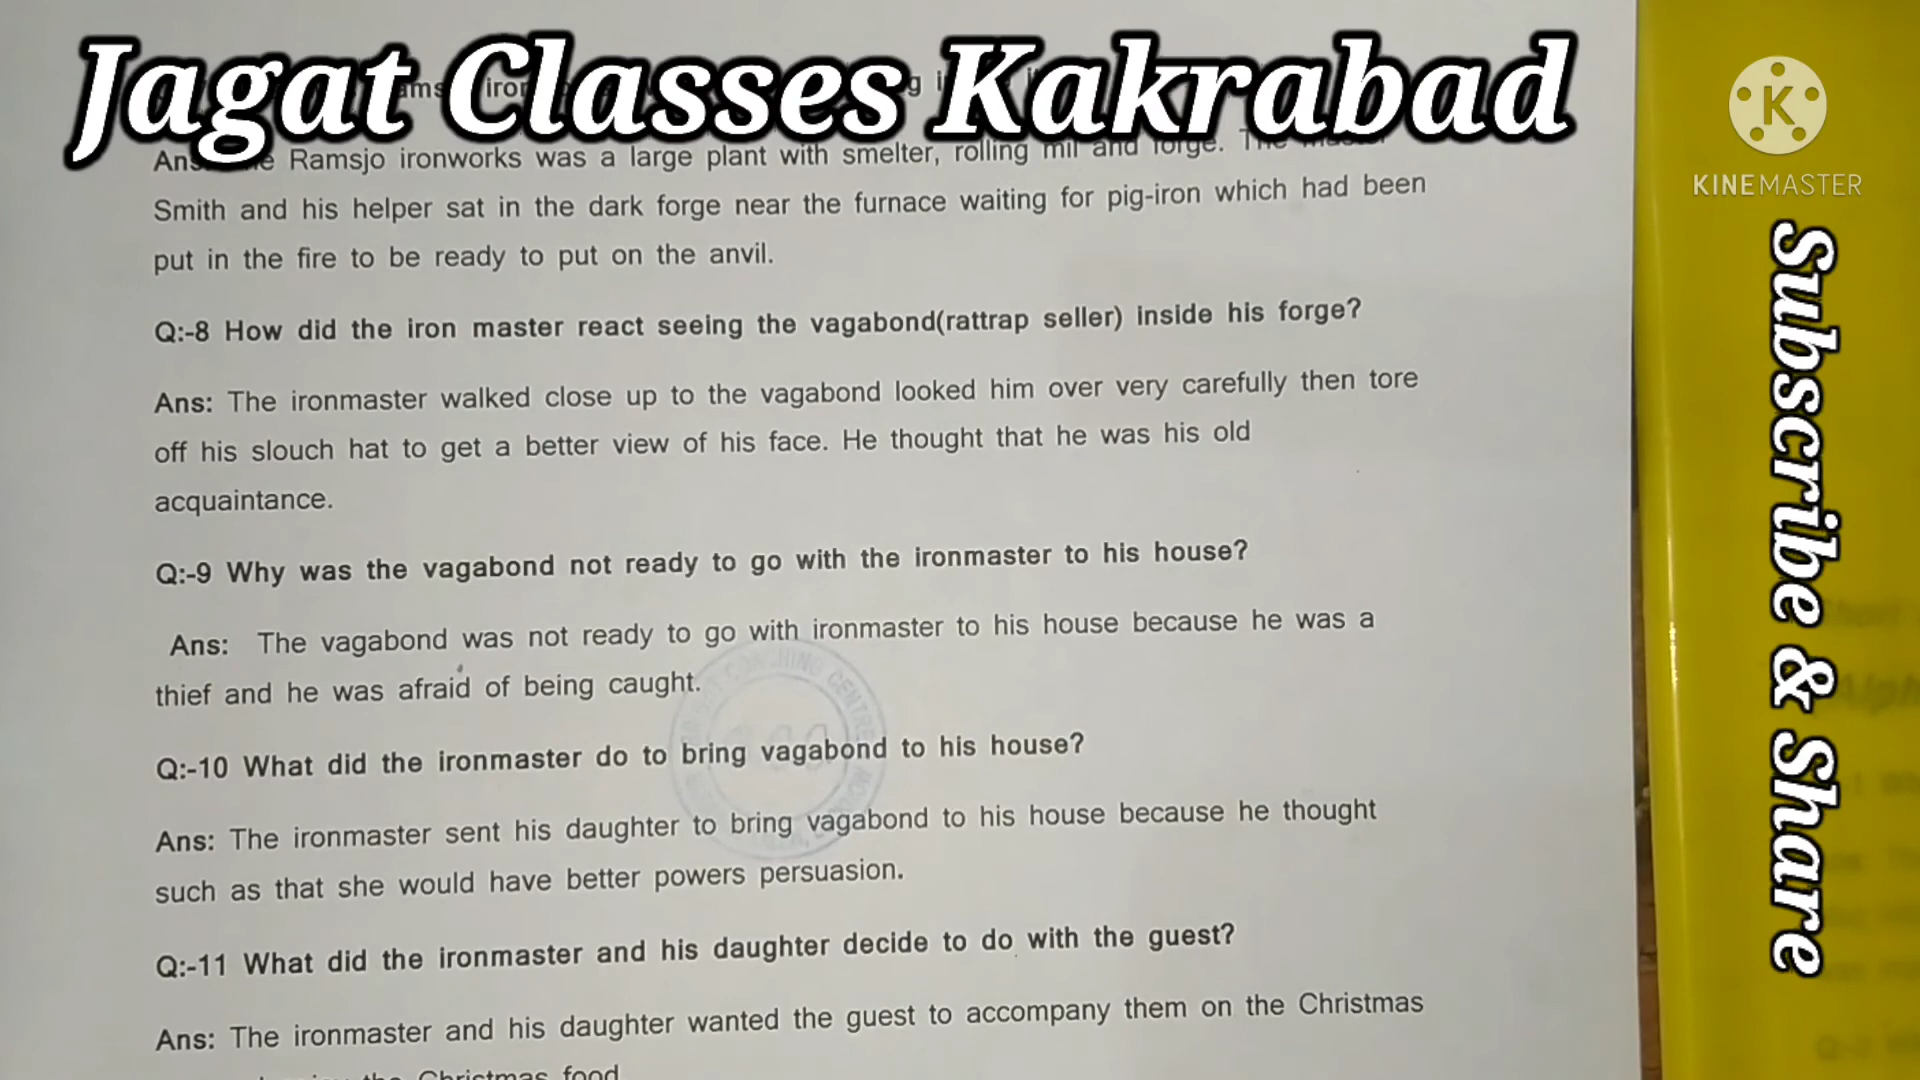 Jagat Classes Kakrabad
K
KINEMASTER
Subscribe & Share
Ramsjo ironworks was a large plant with smelter, rolling mil and forge. The
Smith and his helper sat in the dark forge near the furnace waiting for pig-iron which had been
put in the fire to be ready to put on the anvil.
Q:-8 How did the iron master react seeing the vagabond(rattrap seller) inside his forge?
Ans: The ironmaster walked close up to the vagabond looked him over very carefully then tore
off his slouch hat to get a better view of his face. He thought that he was his old
acquaintance.
Q:-9 Why was the vagabond not ready to go with the ironmaster to his house?
Ans: The vagabond was not ready to go with ironmaster to his house because he was a
thief and he was afraid of being caught.
COACHING CENTRE
Q:-10 What did the ironmaster do to bring vagabond to his house?
Ans: The ironmaster sent his daughter to bring vagabond to his house because he thought
such as that she would have better powers persuasion.
Q:-11 What did the ironmaster and his daughter decide to do with the guest?
Ans: The ironmaster and his daughter wanted the guest to accompany them on the Christmas
the Christmas food